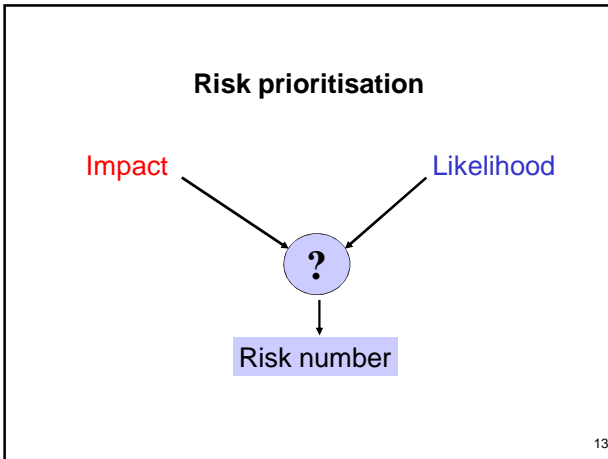 Risk prioritisation
Impact
Likelihood
?
Risk number
13